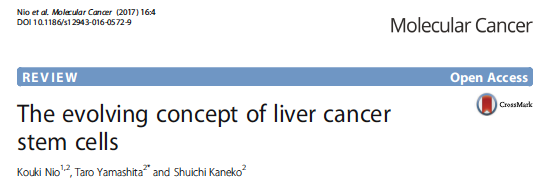 Nio et al. Molecular Cancer (2017) 16:4
DOI 10.1186/s12943-016-0572-9
Molecular Cancer
REVIEW Open Access
The evolving concept of liver cancer
stem cells
CrossMark
Kouki Nio1,2, Taro Yamashita2* and Shuichi Kaneko2